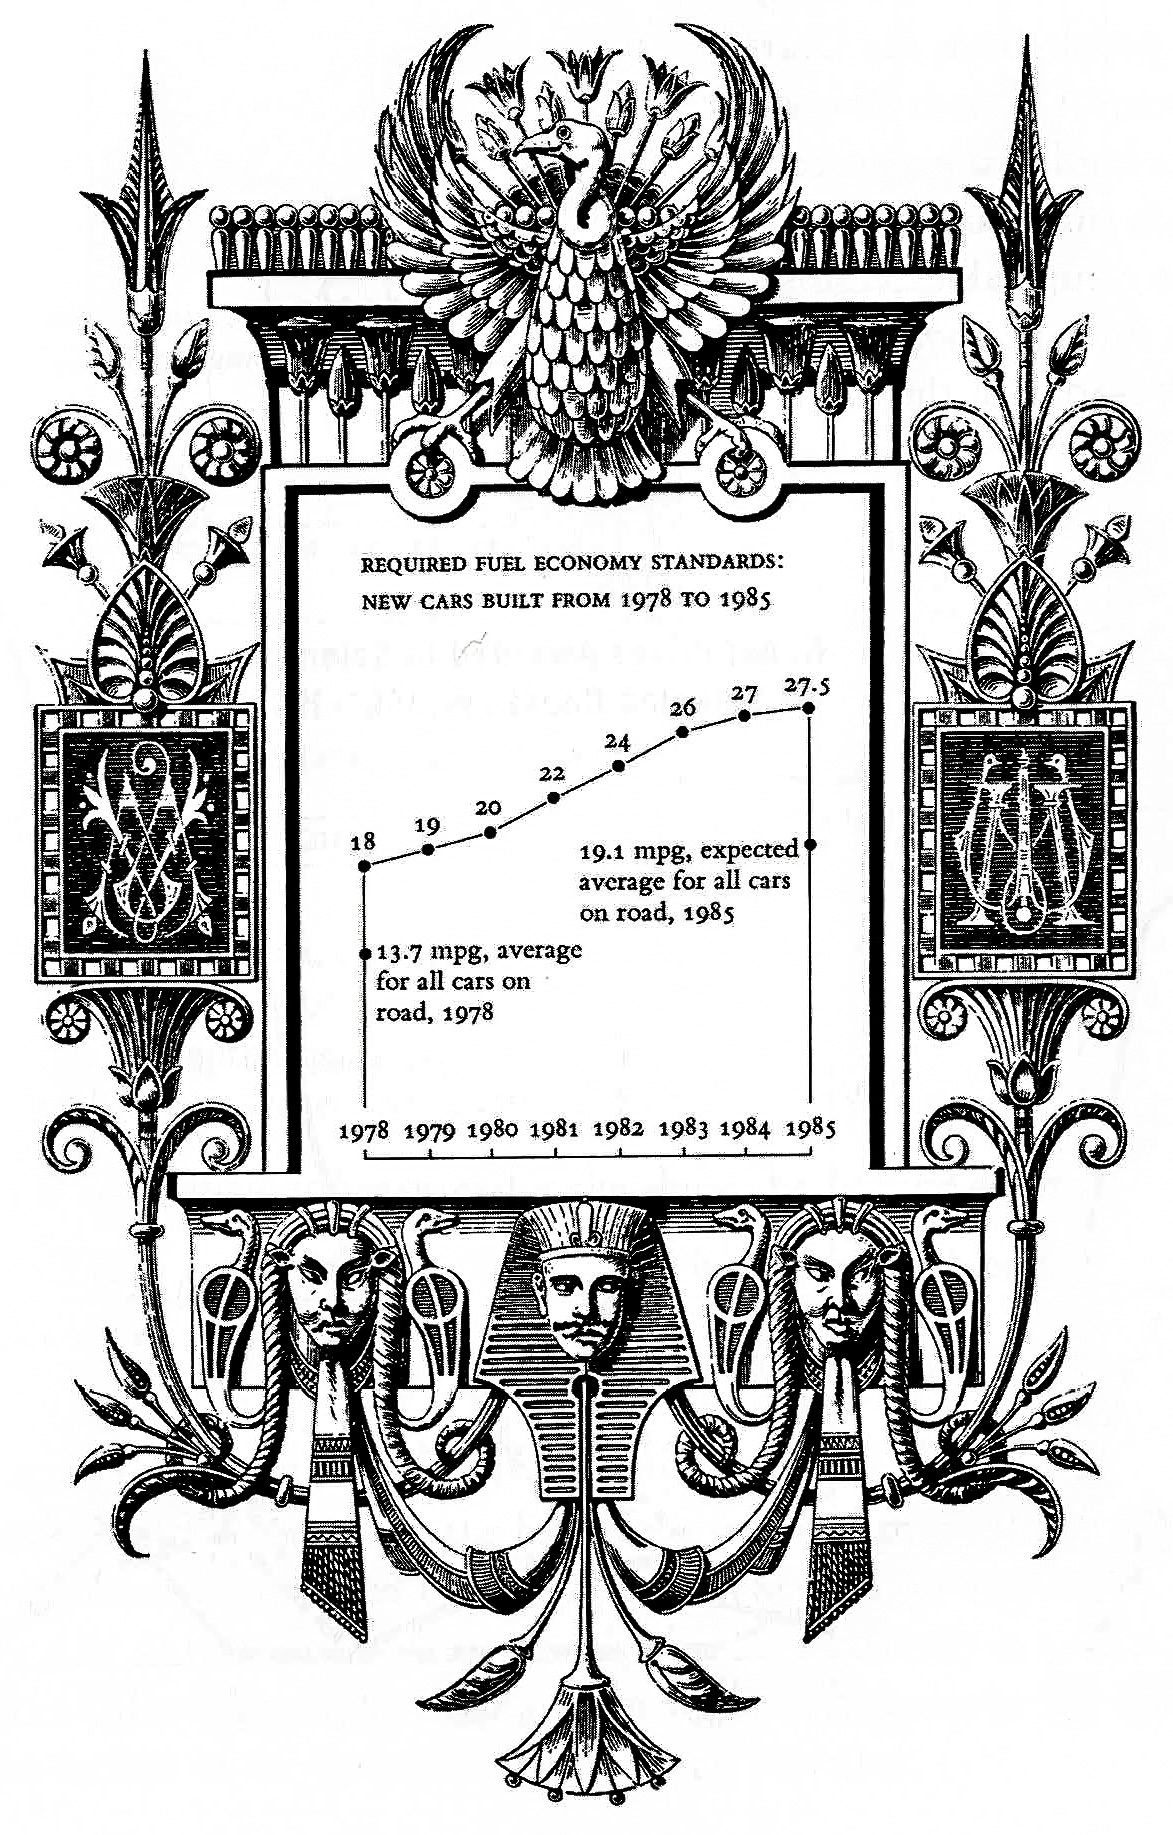 REQUIRED FUEL ECONOMY STANDARDS:
NEW CARS BUILT FROM 1978 TO 1985
18
19
20
22
24
26
27
27.5
19.1 mpg, expected
average for all cars
on road, 1985
13.7 mpg, average
for all cars on
road, 1978
1978 1979 1980 1981 1982 1983 1984 1985